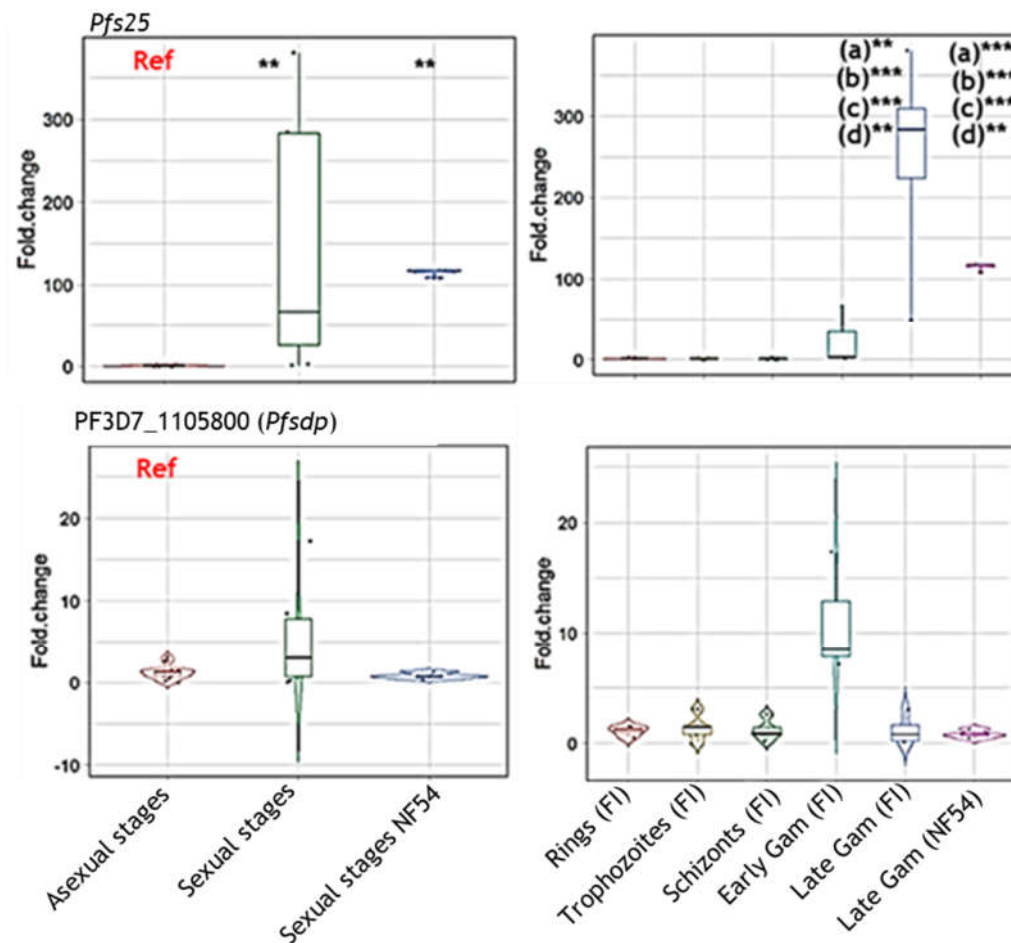 Pfs25
Ref
**
**
Fold.change
300
200
100
0
(a)**
(b)***
(c)***
(d)**
(a)***
(b)***
(c)***
(d)**
Fold.change
300
200
100
0
PF3D7_1105800 (Pfsdp)
Ref
Fold.change
20
10
0
-10
Asexual stages
Sexual stages
Sexual stages NF54
Fold.change
20
10
0
Rings (FI)
Trophozoites (FI)
Schizonts (FI)
Early Gam (FI)
Late Gam (FI)
Late Gam (NF54)